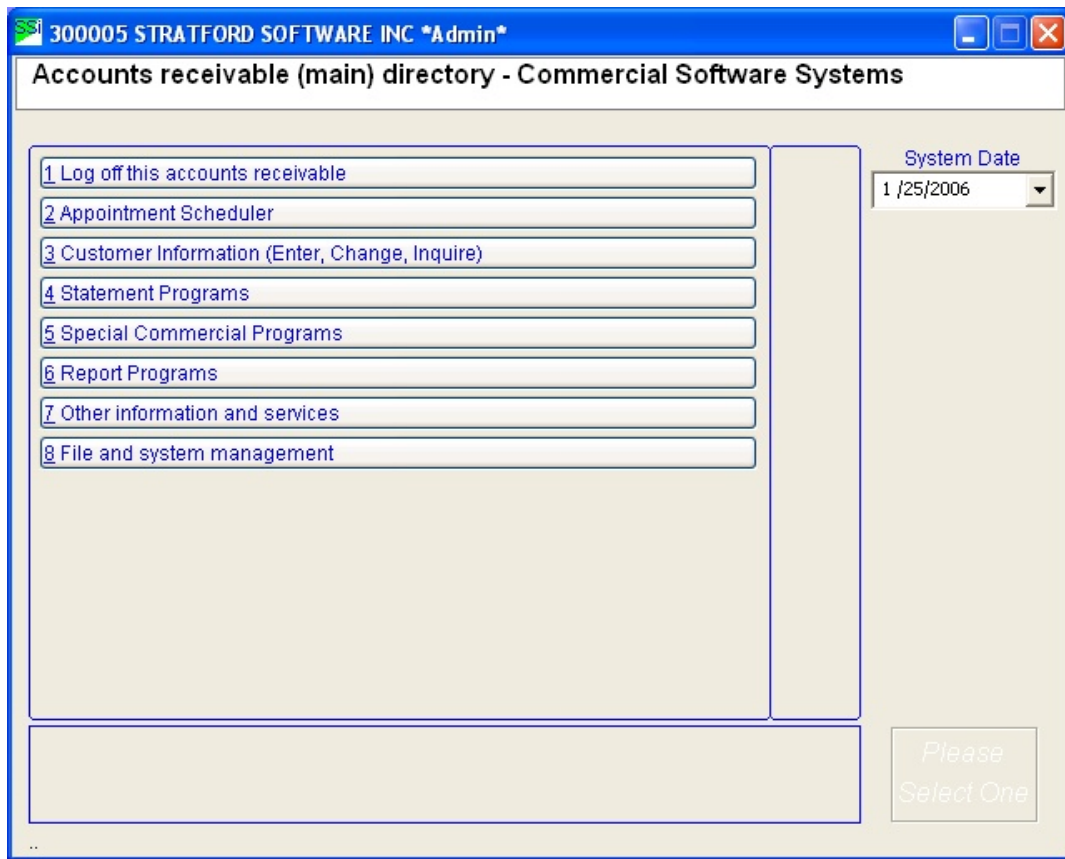 SSi 300005 STRATFORD SOFTWARE INC *Admin*
Accounts receivable (main) directory - Commercial Software Systems
System Date
1 /25/2006
1 Log off this accounts receivable
2 Appointment Scheduler
3 Customer Information (Enter, Change, Inquire)
4 Statement Programs
5 Special Commercial Programs
6 Report Programs
7 Other information and services
8 File and system management
Please
Select One
..